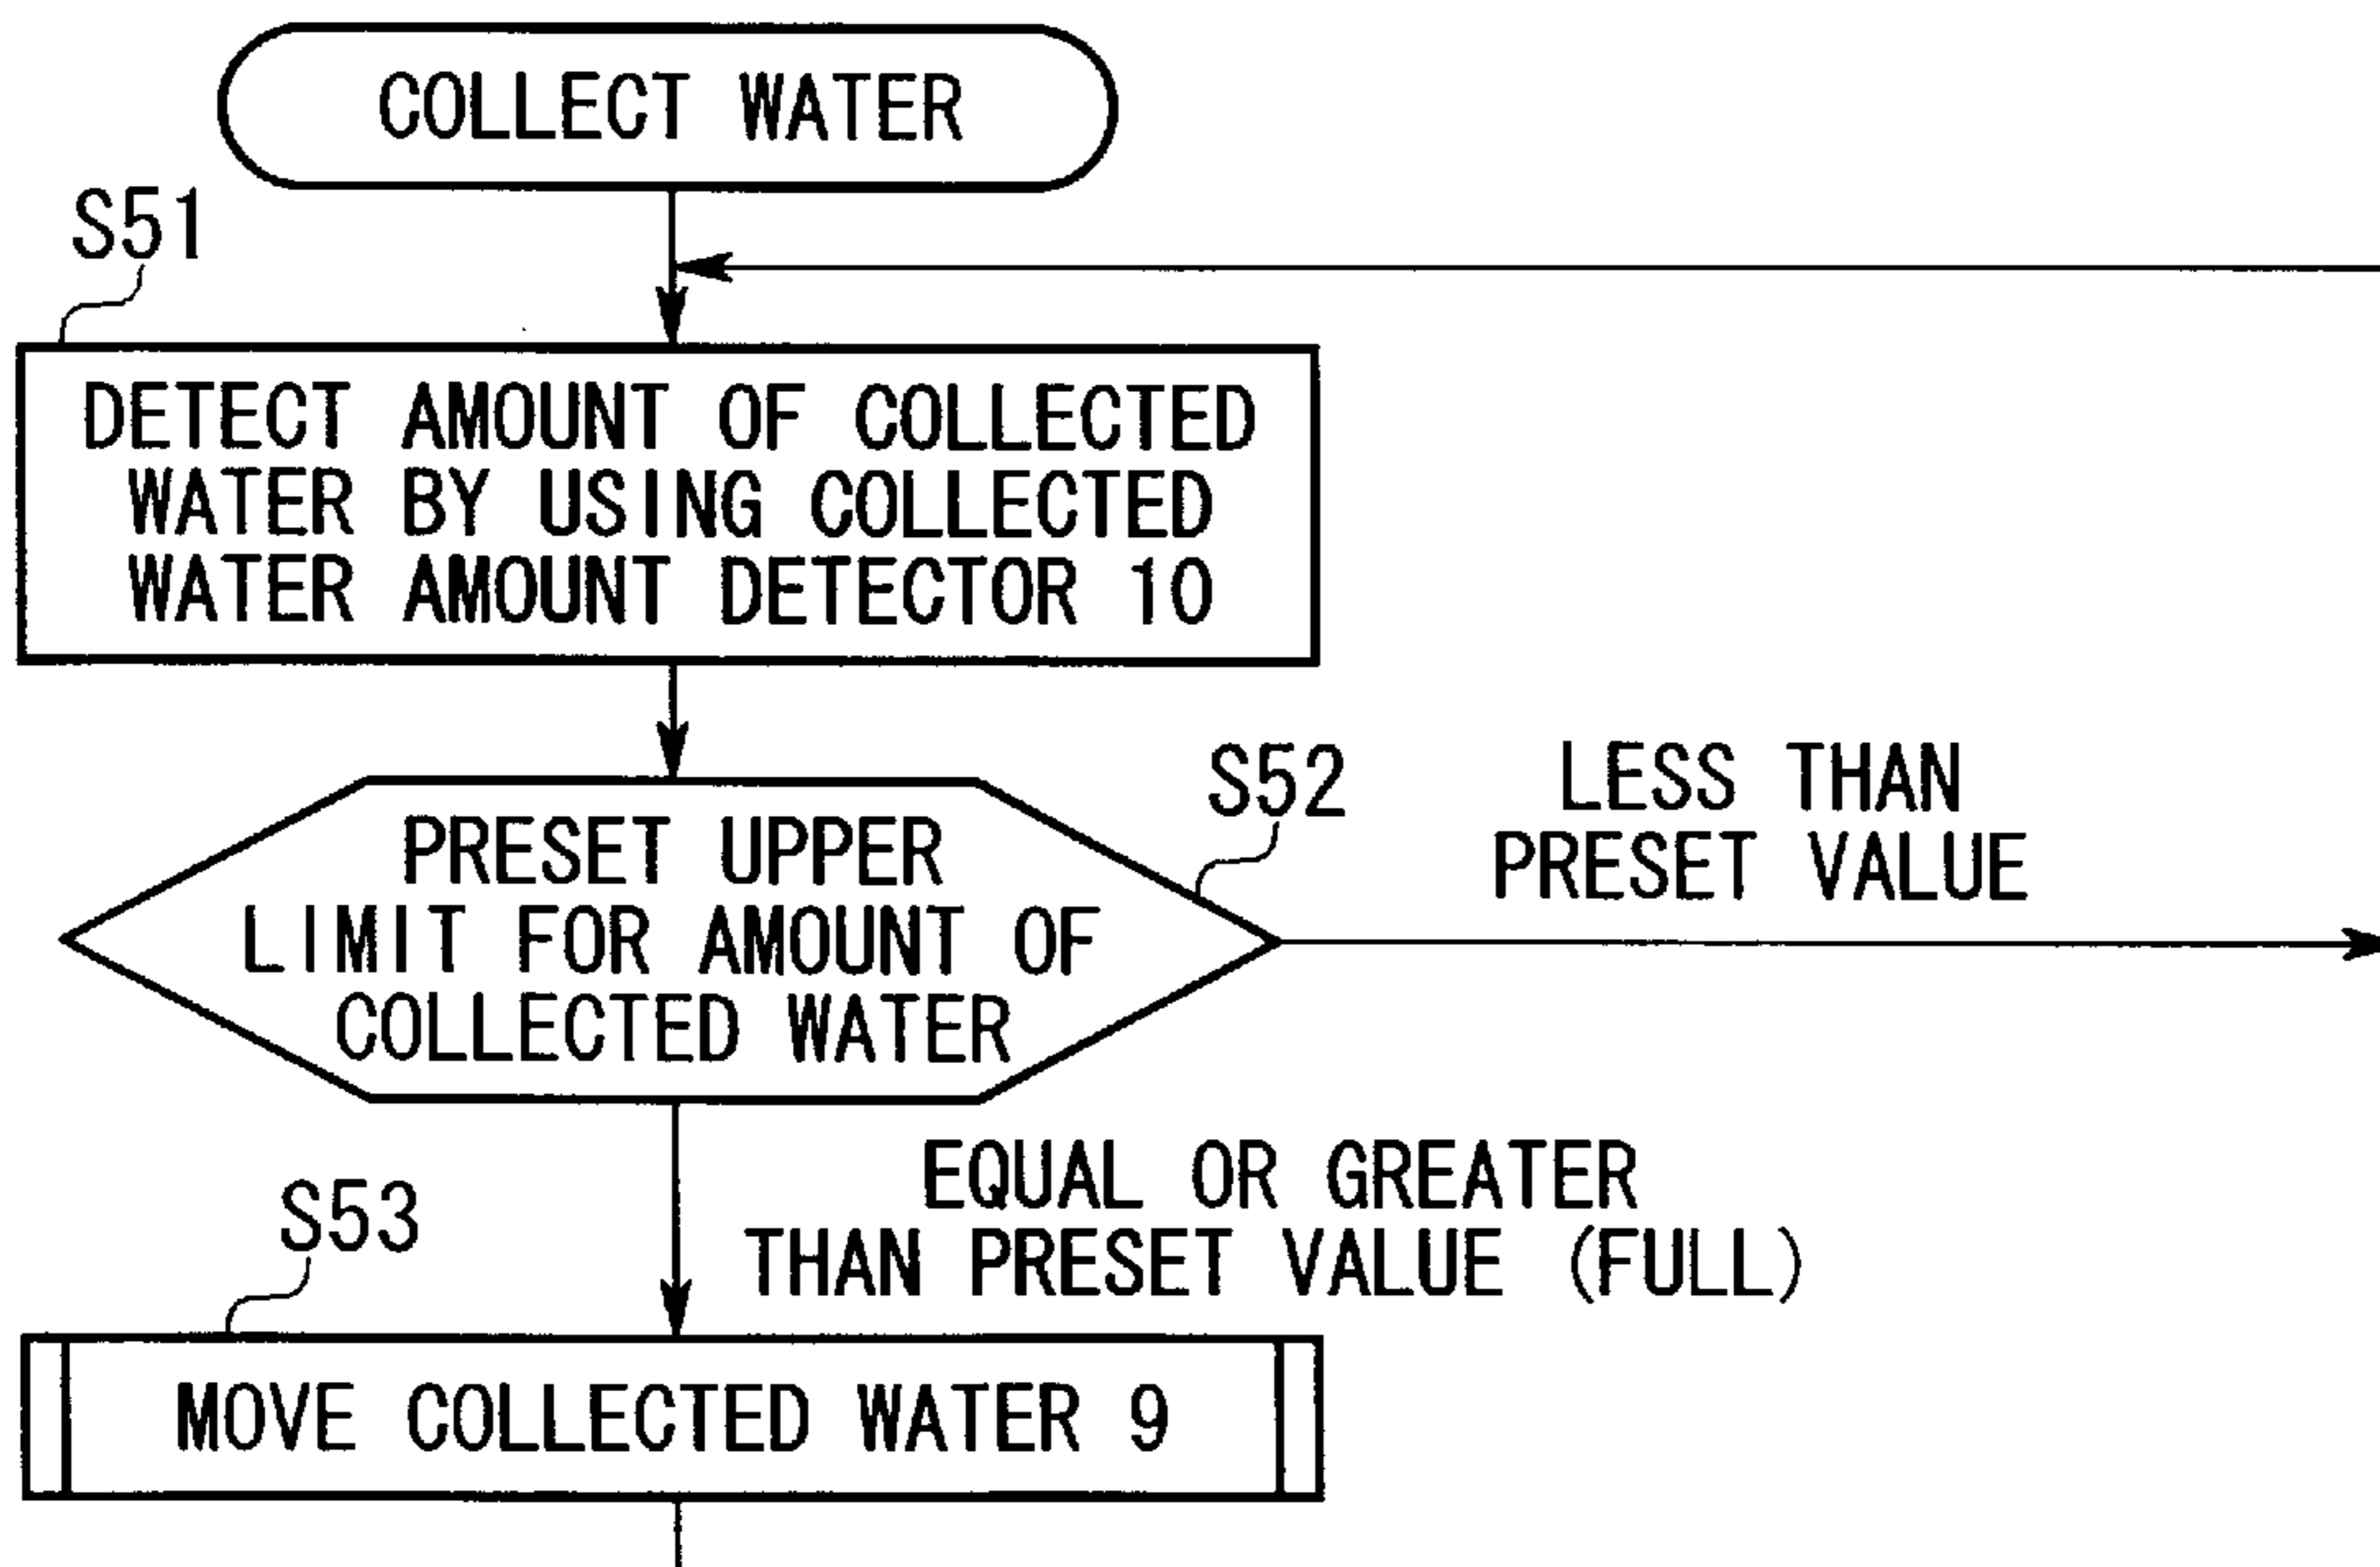 COLLECT WATER
S51
DETECT AMOUNT OF COLLECTED
WATER BY USING COLLECTED
WATER AMOUNT DETECTOR 10
S52
LESS THAN
PRESET VALUE
PRESET UPPER
LIMIT FOR AMOUNT OF
COLLECTED WATER
EQUAL OR GREATER
THAN PRESET VALUE (FULL)
S53
MOVE COLLECTED WATER 9